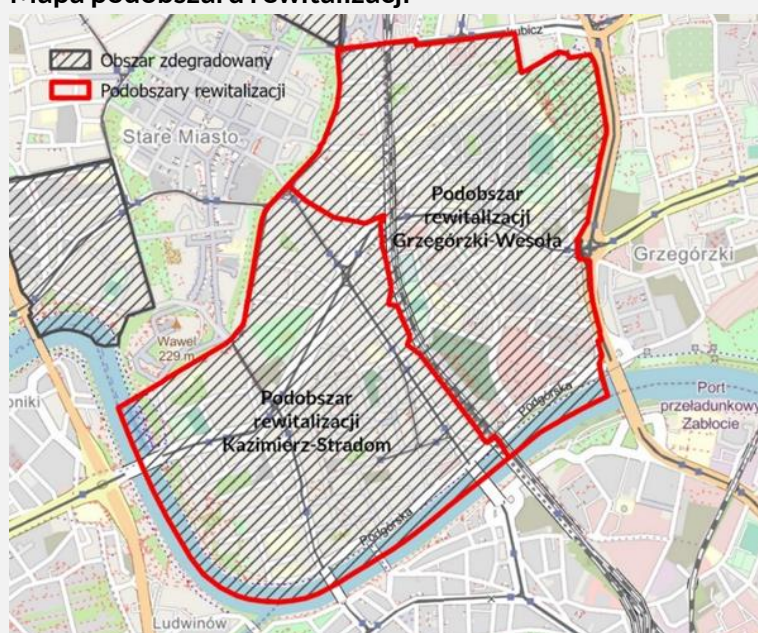 Mapa podobszaru rewitalizacji
Obszar zdegradowany
Podobszary rewitalizacji
Stare Miasto
Podobszar
rewitalizacji
Grzegórzki-Wesoła
Grzegórzki
Wawel
229 m
Podobszar
rewitalizacji
Kazimierz-Stradom
Podgórska
Port
przeładunkowy
Zabłocie
Podgórska
Ludwinów